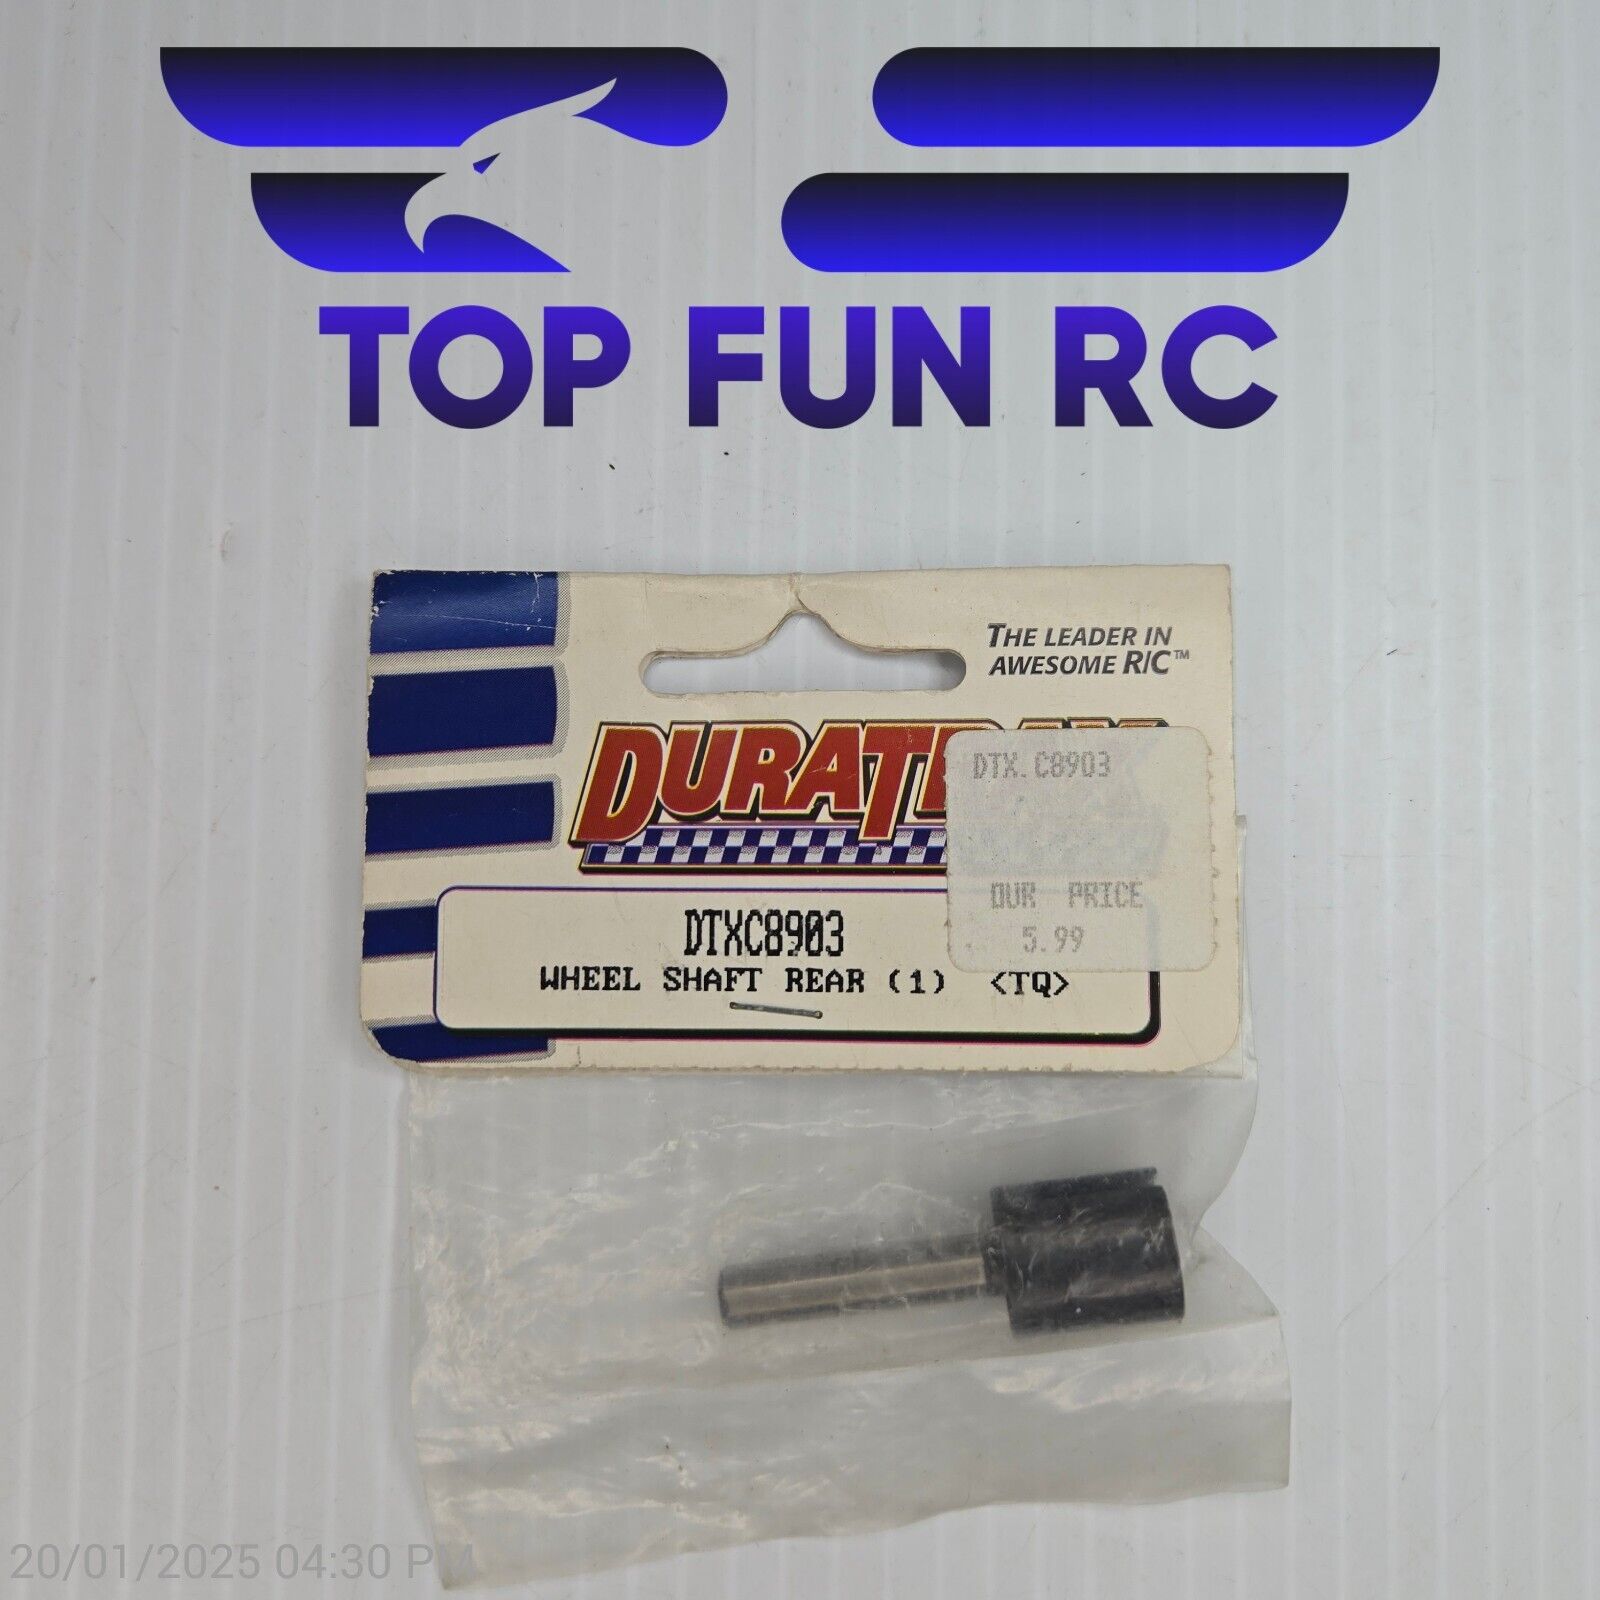 TOP FUN RC
THE LEADER IN
AWESOME R/C™
DURAT
DTX.C8903
OUR PRICE
5.99
DTXC8903
WHEEL SHAFT REAR (1) <TQ>
20/01/2025 04:30 PM